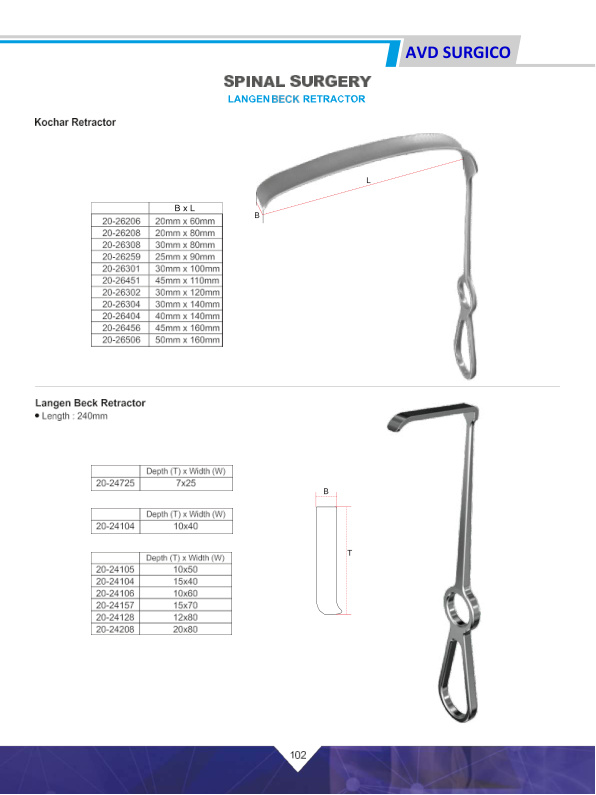 AVD SURGICO
SPINAL SURGERY
LANGENBECK RETRACTOR
Kochar Retractor
L
B
B x L
20-26206 20mm x 60mm
20-26208 20mm x 80mm
20-26308 30mm x 80mm
20-26259 25mm x 90mm
20-26301 30mm x 100mm
20-26451 45mm x 110mm
20-26302 30mm x 120mm
20-26304 30mm x 140mm
20-26404 40mm x 140mm
20-26456 45mm x 160mm
20-26506 50mm x 160mm
Langen Beck Retractor
• Length : 240mm
Depth (T) x Width (W)
20-24725 7x25
Depth (T) x Width (W)
20-24104 10x40
Depth (T) x Width (W)
20-24105 10x50
20-24104 15x40
20-24106 10x60
20-24157 15x70
20-24128 12x80
20-24208 20x80
B
T
102